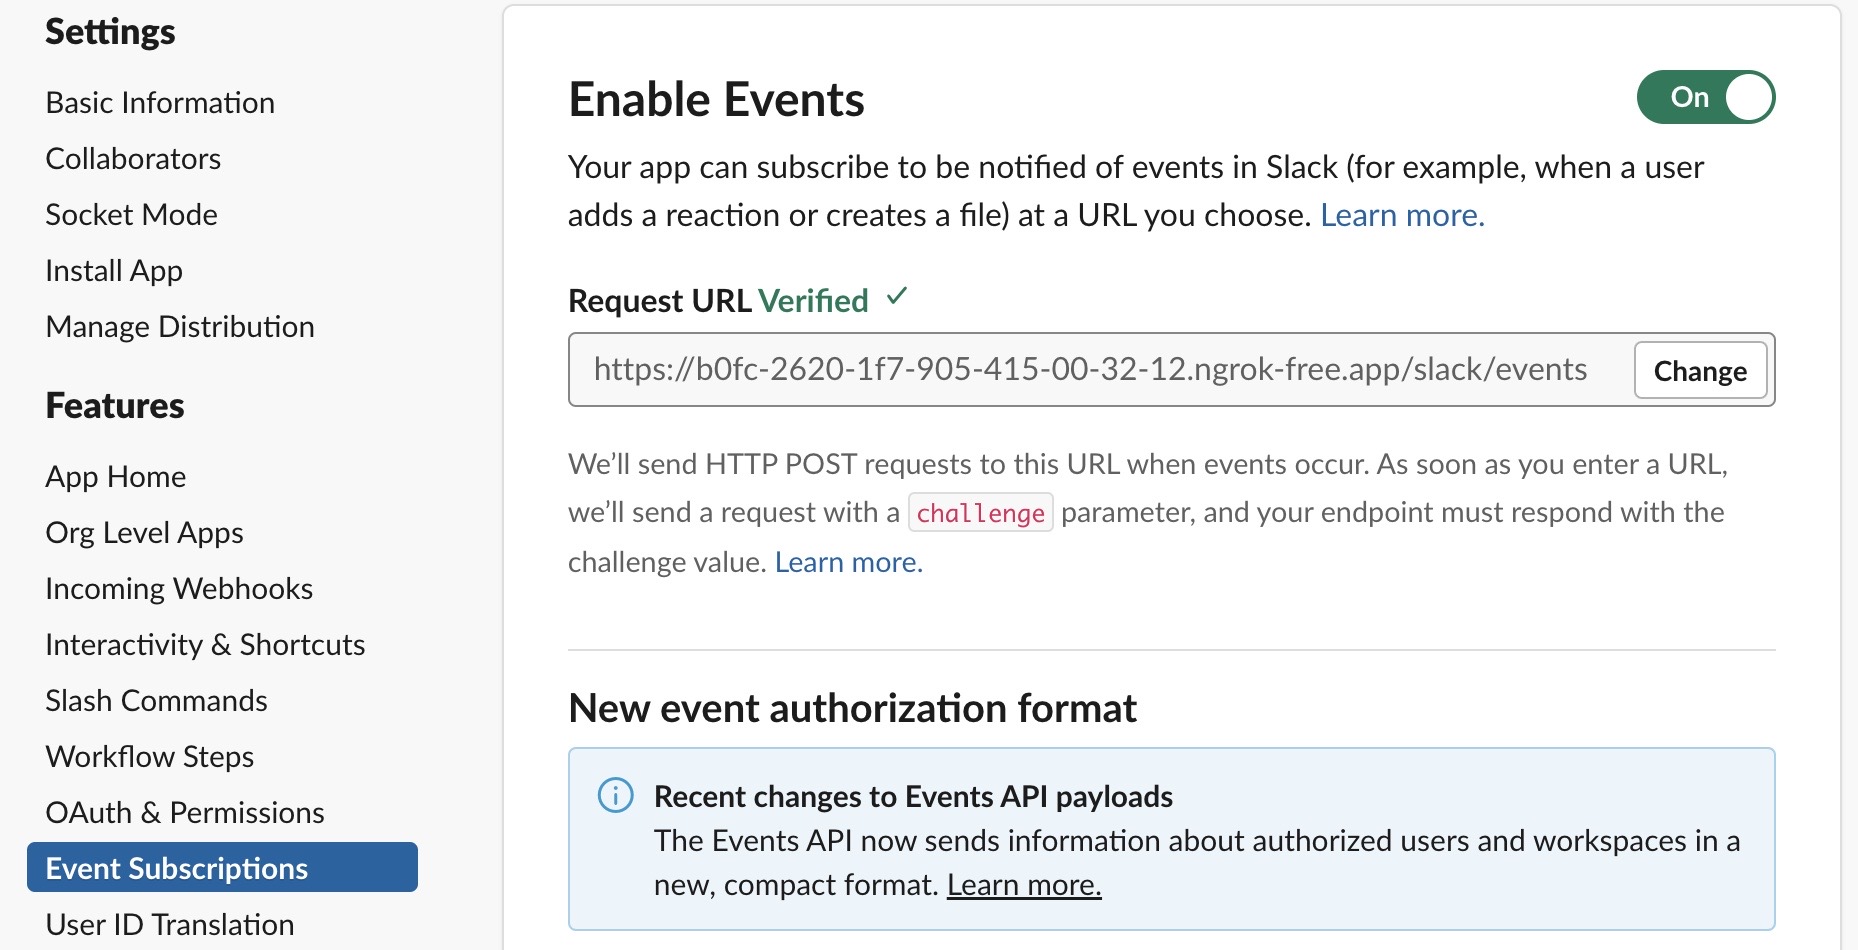 Settings
Basic Information
Collaborators
Socket Mode
Install App
Manage Distribution
Features
App Home
Org Level Apps
Incoming Webhooks
Interactivity & Shortcuts
Slash Commands
Workflow Steps
OAuth & Permissions
Event Subscriptions
User ID Translation
Enable Events
On
Your app can subscribe to be notified of events in Slack (for example, when a user
adds a reaction or creates a file) at a URL you choose. Learn more.
Request URL Verified ✓
https://b0fc-2620-1f7-905-415-00-32-12.ngrok-free.app/slack/events
Change
We’ll send HTTP POST requests to this URL when events occur. As soon as you enter a URL,
we’ll send a request with a challenge parameter, and your endpoint must respond with the
challenge value. Learn more.
New event authorization format
Recent changes to Events API payloads
The Events API now sends information about authorized users and workspaces in a
new, compact format. Learn more.